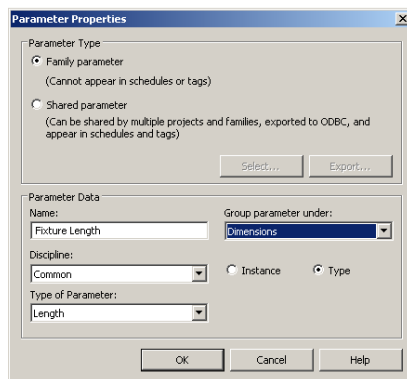 Parameter Properties
Parameter Type
Family parameter
(Cannot appear in schedules or tags)
Shared parameter
(Can be shared by multiple projects and families, exported to ODBC, and
appear in schedules and tags)
Select...
Export...
Parameter Data
Name:
Group parameter under:
Fixture Length
Dimensions
Discipline:
Common
Instance
Type
Type of Parameter:
Length
OK
Cancel
Help